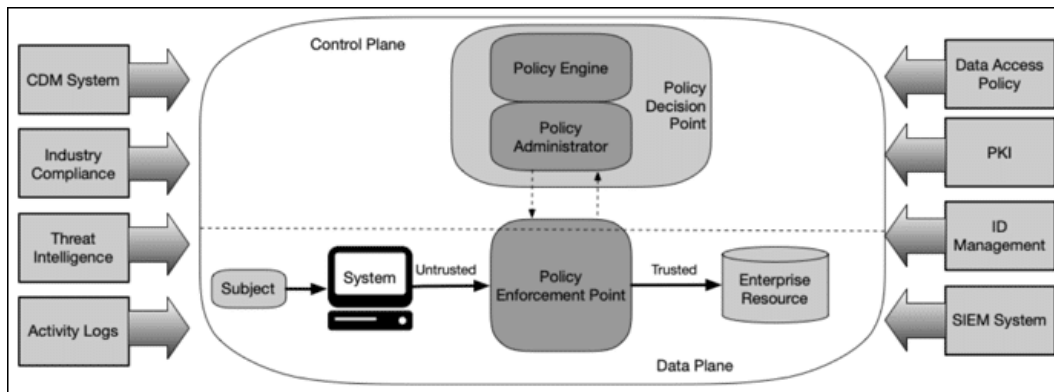 CDM System
Industry
Compliance
Threat
Intelligence
Activity Logs
Control Plane
Policy Engine
Policy
Administrator
Policy
Decision
Point
Subject
System
Untrusted
Policy
Enforcement Point
Trusted
Enterprise
Resource
Data Plane
Data Access
Policy
PKI
ID
Management
SIEM System